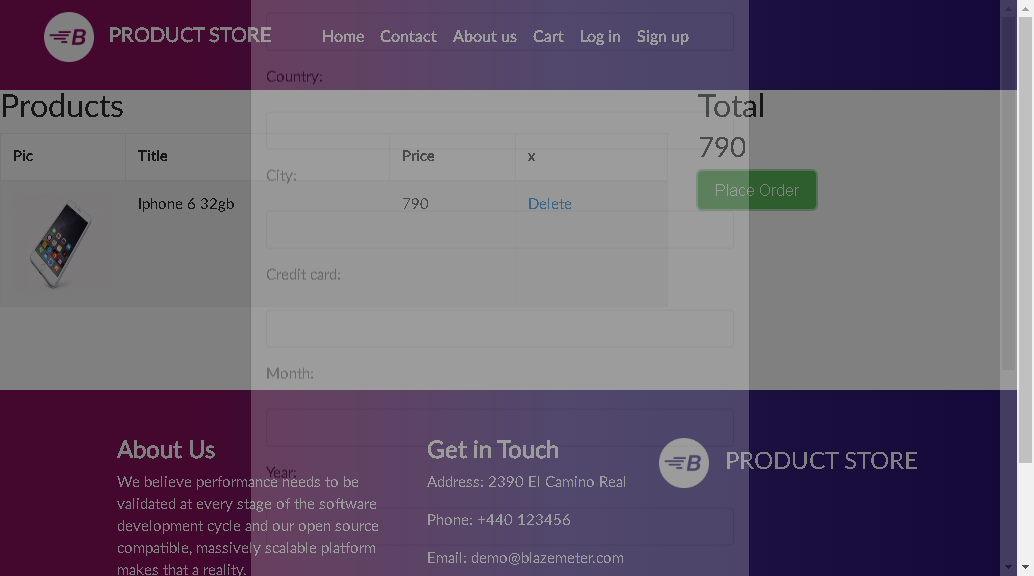 PRODUCT STORE
Home Contact About us Cart Log in Sign up
Country:
Products
Total
Pic Title Price x
790
City:
Place Order
Iphone 6 32gb 790 Delete
Credit card:
Month:
About Us
We believe performance needs to be
validated at every stage of the software
development cycle and our open source
compatible, massively scalable platform
makes that a reality.
Year:
Get in Touch
Address: 2390 El Camino Real
Phone: +440 123456
Email: demo@blazemeter.com
B PRODUCT STORE